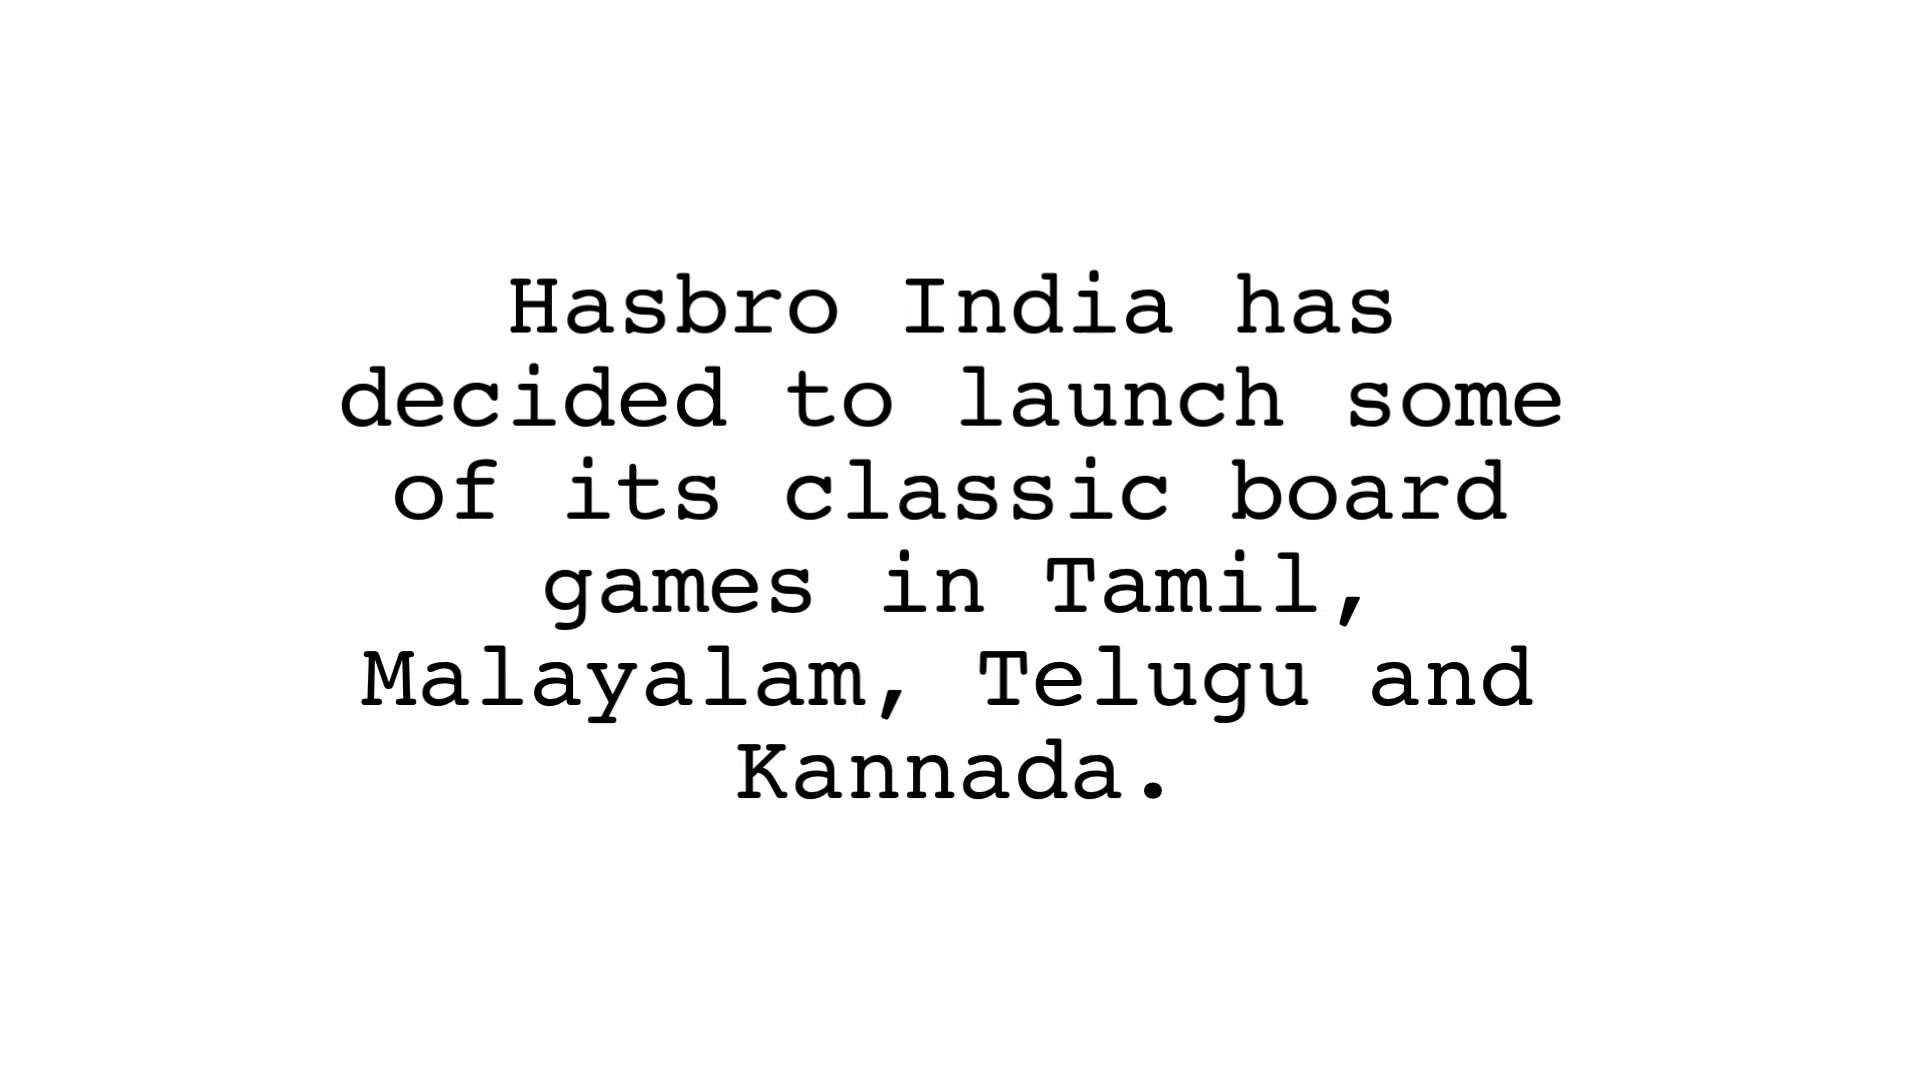 Hasbro India has
decided to launch some
of its classic board
games in Tamil,
Malayalam, Telugu and
Kannada.